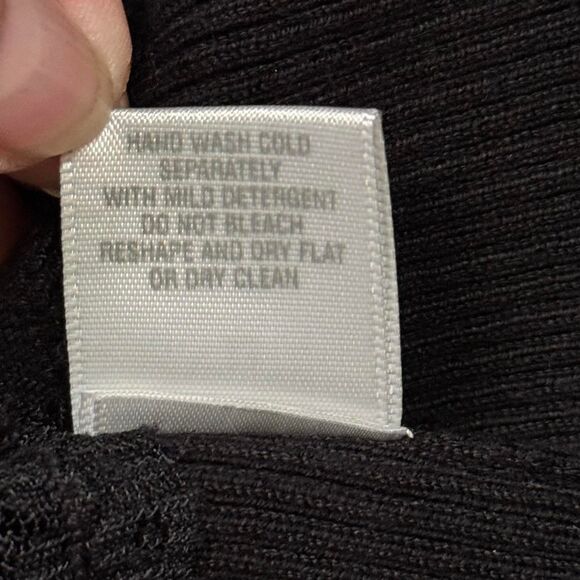 HAND WASH COLD
SEPARATELY
WITH MILD DETERGENT
DO NOT BLEACH
RESHAPE AND DRY FLAT
OR DRY CLEAN